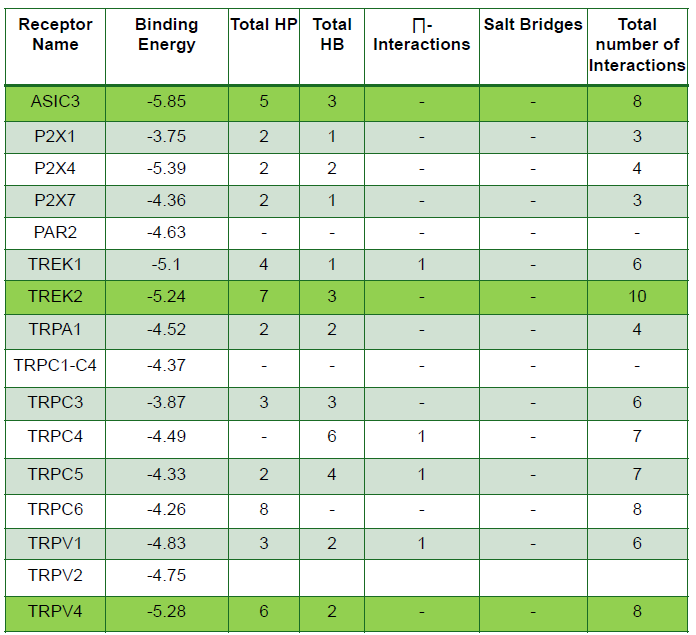 Receptor Name | Binding Energy | Total HP | Total HB | ∏-Interactions | Salt Bridges | Total number of Interactions
ASIC3 | -5.85 | 5 | 3 | - | - | 8
P2X1 | -3.75 | 2 | 1 | - | - | 3
P2X4 | -5.39 | 2 | 2 | - | - | 4
P2X7 | -4.36 | 2 | 1 | - | - | 3
PAR2 | -4.63 | - | - | - | - | -
TREK1 | -5.1 | 4 | 1 | 1 | - | 6
TREK2 | -5.24 | 7 | 3 | - | - | 10
TRPA1 | -4.52 | 2 | 2 | - | - | 4
TRPC1-C4 | -4.37 | - | - | - | - | -
TRPC3 | -3.87 | 3 | 3 | - | - | 6
TRPC4 | -4.49 | - | 6 | 1 | - | 7
TRPC5 | -4.33 | 2 | 4 | 1 | - | 7
TRPC6 | -4.26 | 8 | - | - | - | 8
TRPV1 | -4.83 | 3 | 2 | 1 | - | 6
TRPV2 | -4.75 | | | | |
TRPV4 | -5.28 | 6 | 2 | - | - | 8